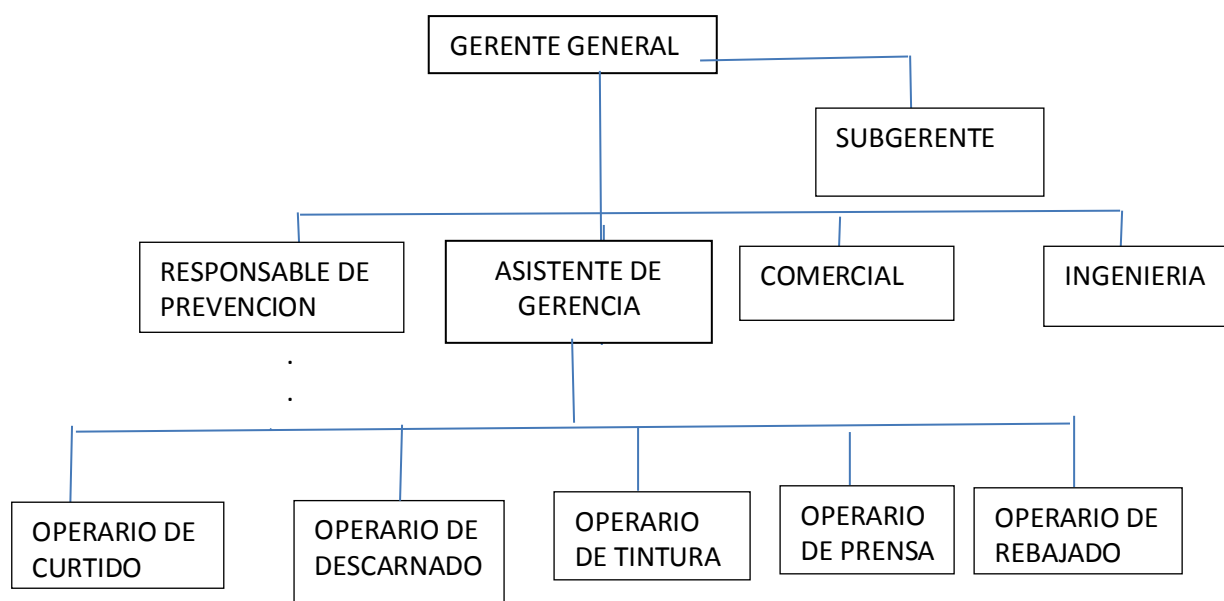 GERENTE GENERAL
SUBGERENTE
RESPONSABLE DE
PREVENCION
ASISTENTE DE
GERENCIA
COMERCIAL
INGENIERIA
.
.
OPERARIO DE
CURTIDO
OPERARIO DE
DESCARNADO
OPERARIO
DE TINTURA
OPERARIO
DE PRENSA
OPERARIO DE
REBAJADO